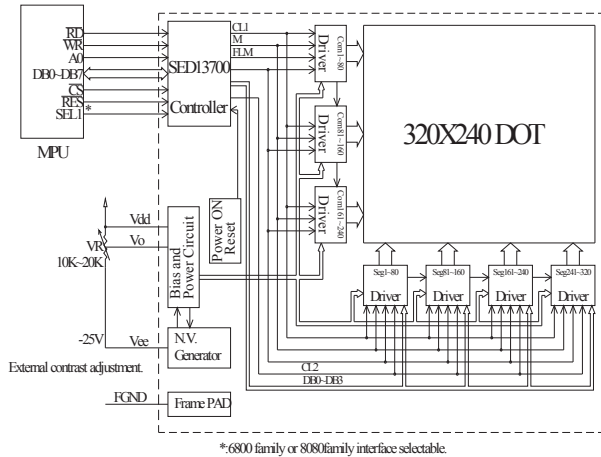 RD
WR
A0
DB0~DB7
CS
RES
SEL1 *
MPU
SED13700
Controller
CL1
M
FLM
Driver
Com1~80
Driver
Com81~160
Driver
Com161~240
320X240 DOT
Power ON
Reset
Bias and
Power Circuit
Vdd
Vo
VR
10K~20K
-25V
Vee
N.V.
Generator
External contrast adjustment.
FGND
Frame PAD
Seg1~80
Driver
Seg81~160
Driver
Seg161~240
Driver
Seg241~320
Driver
CL2
DB0~DB3
*:6800 family or 8080family interface selectable.